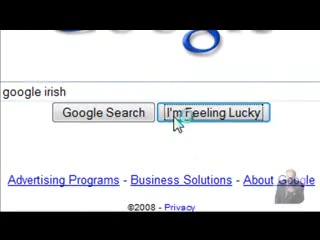 google irish
Google Search I'm Feeling Lucky
Advertising Programs - Business Solutions - About Google
©2008 - Privacy